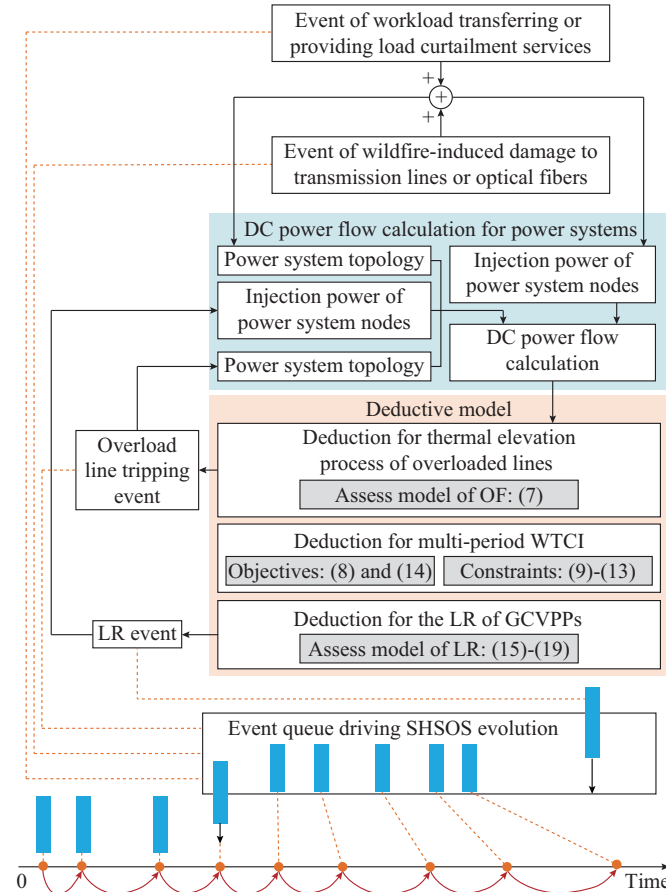 Event of workload transferring or
providing load curtailment services
+
+
+
Event of wildfire-induced damage to
transmission lines or optical fibers
DC power flow calculation for power systems
Power system topology
Injection power of
power system nodes
Injection power of
power system nodes
DC power flow
calculation
Power system topology
Deductive model
Overload
line tripping
event
Deduction for thermal elevation
process of overloaded lines
Assess model of OF: (7)
Deduction for multi-period WTCI
Objectives: (8) and (14)
Constraints: (9)-(13)
LR event
Deduction for the LR of GCVPPs
Assess model of LR: (15)-(19)
Event queue driving SHSOS evolution
0
Time